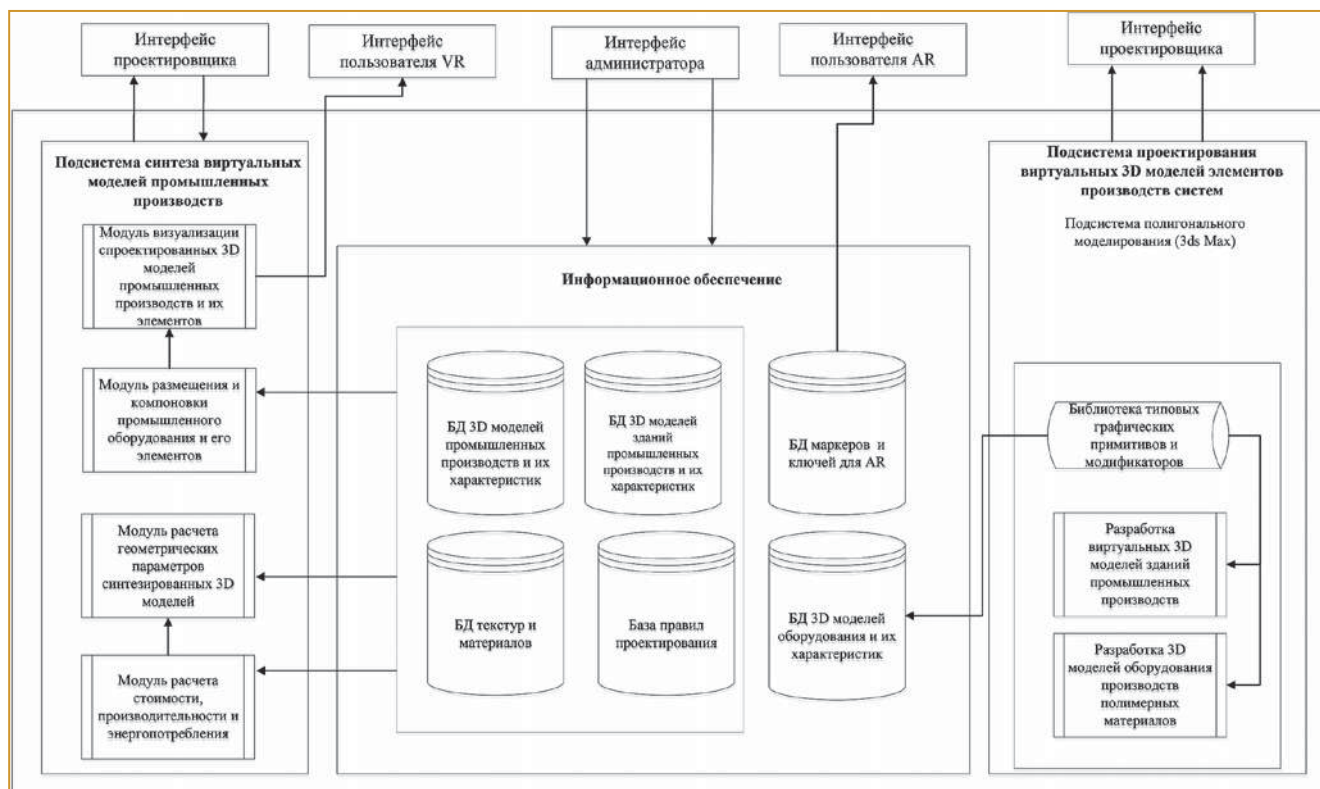 Интерфейс
проектировщика
Интерфейс
пользователя VR
Интерфейс
администратора
Интерфейс
пользователя AR
Интерфейс
проектировщика
Подсистема синтеза виртуальных
моделей промышленных
производств
Модуль визуализации
спроектированных 3D
моделей
промышленных
производств и их
элементов
Модуль размещения и
компоновки
промышленного
оборудования и его
элементов
Модуль расчета
геометрических
параметров
синтезированных 3D
моделей
Модуль расчета
стоимости,
производительности и
энергопотребления
Информационное обеспечение
БД 3D моделей
промышленных
производств и их
характеристик
БД 3D моделей
зданий
промышленных
производств и их
характеристик
БД маркеров и
ключей для AR
БД текстур и
материалов
База правил
проектирования
БД 3D моделей
оборудования и их
характеристик
Подсистема проектирования
виртуальных 3D моделей элементов
производств систем
Подсистема полигонального
моделирования (3ds Max)
Библиотека типовых
графических
примитивов и
модификаторов
Разработка
виртуальных 3D
моделей зданий
промышленных
производств
Разработка 3D
моделей оборудования
производств
полимерных
материалов